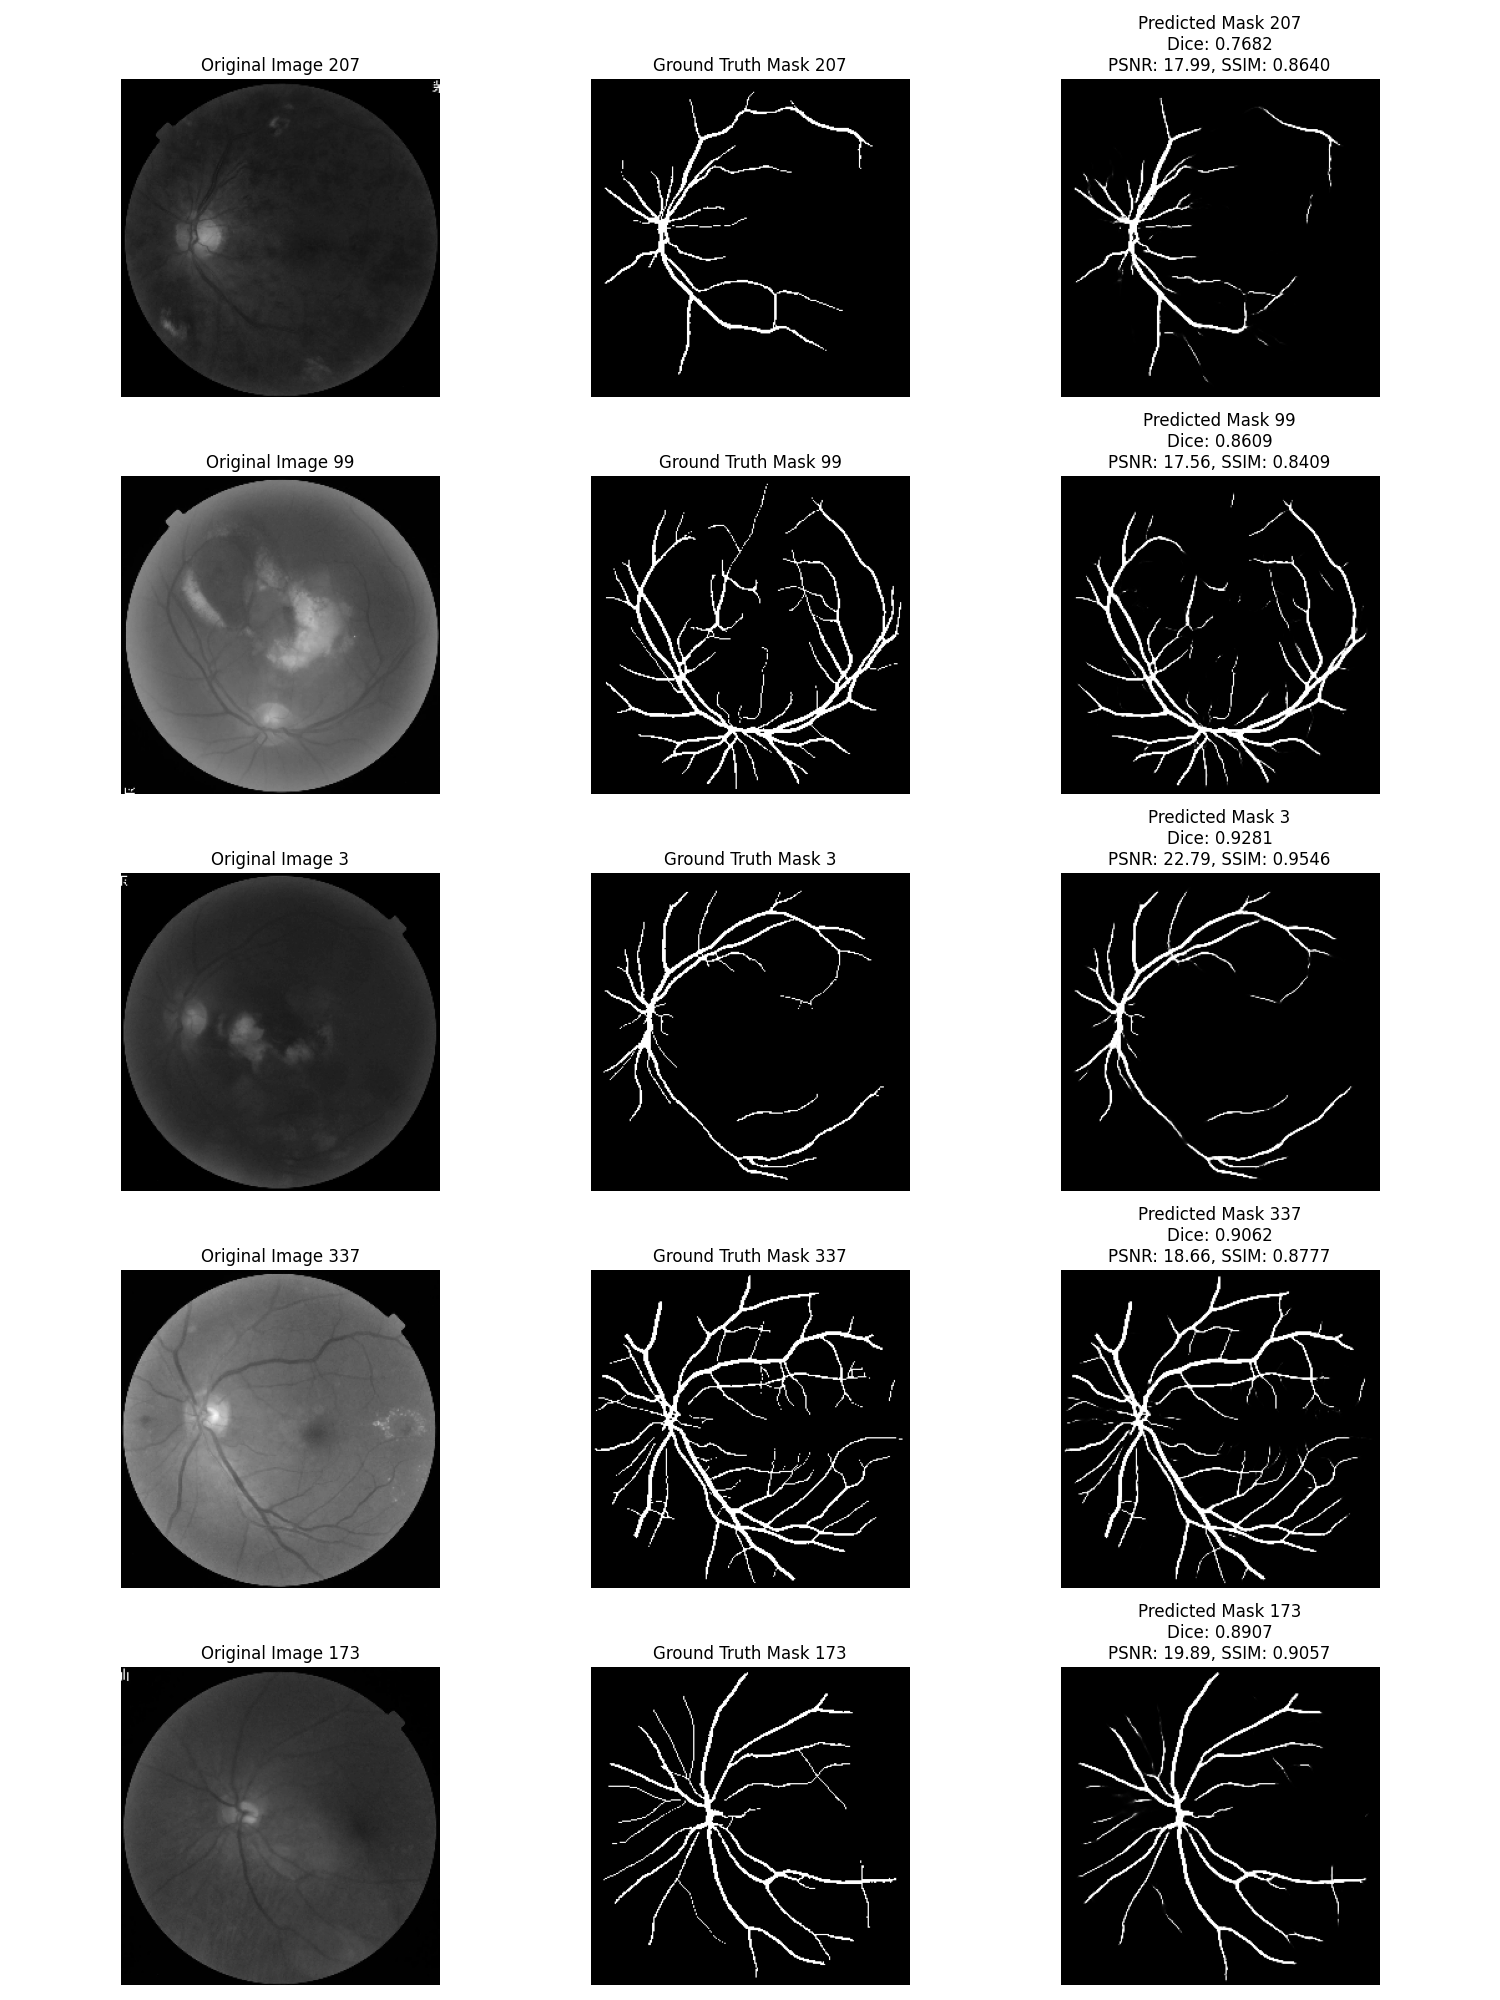 Original Image 207
Ground Truth Mask 207
Predicted Mask 207
Dice: 0.7682
PSNR: 17.99, SSIM: 0.8640
Original Image 99
Ground Truth Mask 99
Predicted Mask 99
Dice: 0.8609
PSNR: 17.56, SSIM: 0.8409
Original Image 3
Ground Truth Mask 3
Predicted Mask 3
Dice: 0.9281
PSNR: 22.79, SSIM: 0.9546
Original Image 337
Ground Truth Mask 337
Predicted Mask 337
Dice: 0.9062
PSNR: 18.66, SSIM: 0.8777
Original Image 173
Ground Truth Mask 173
Predicted Mask 173
Dice: 0.8907
PSNR: 19.89, SSIM: 0.9057